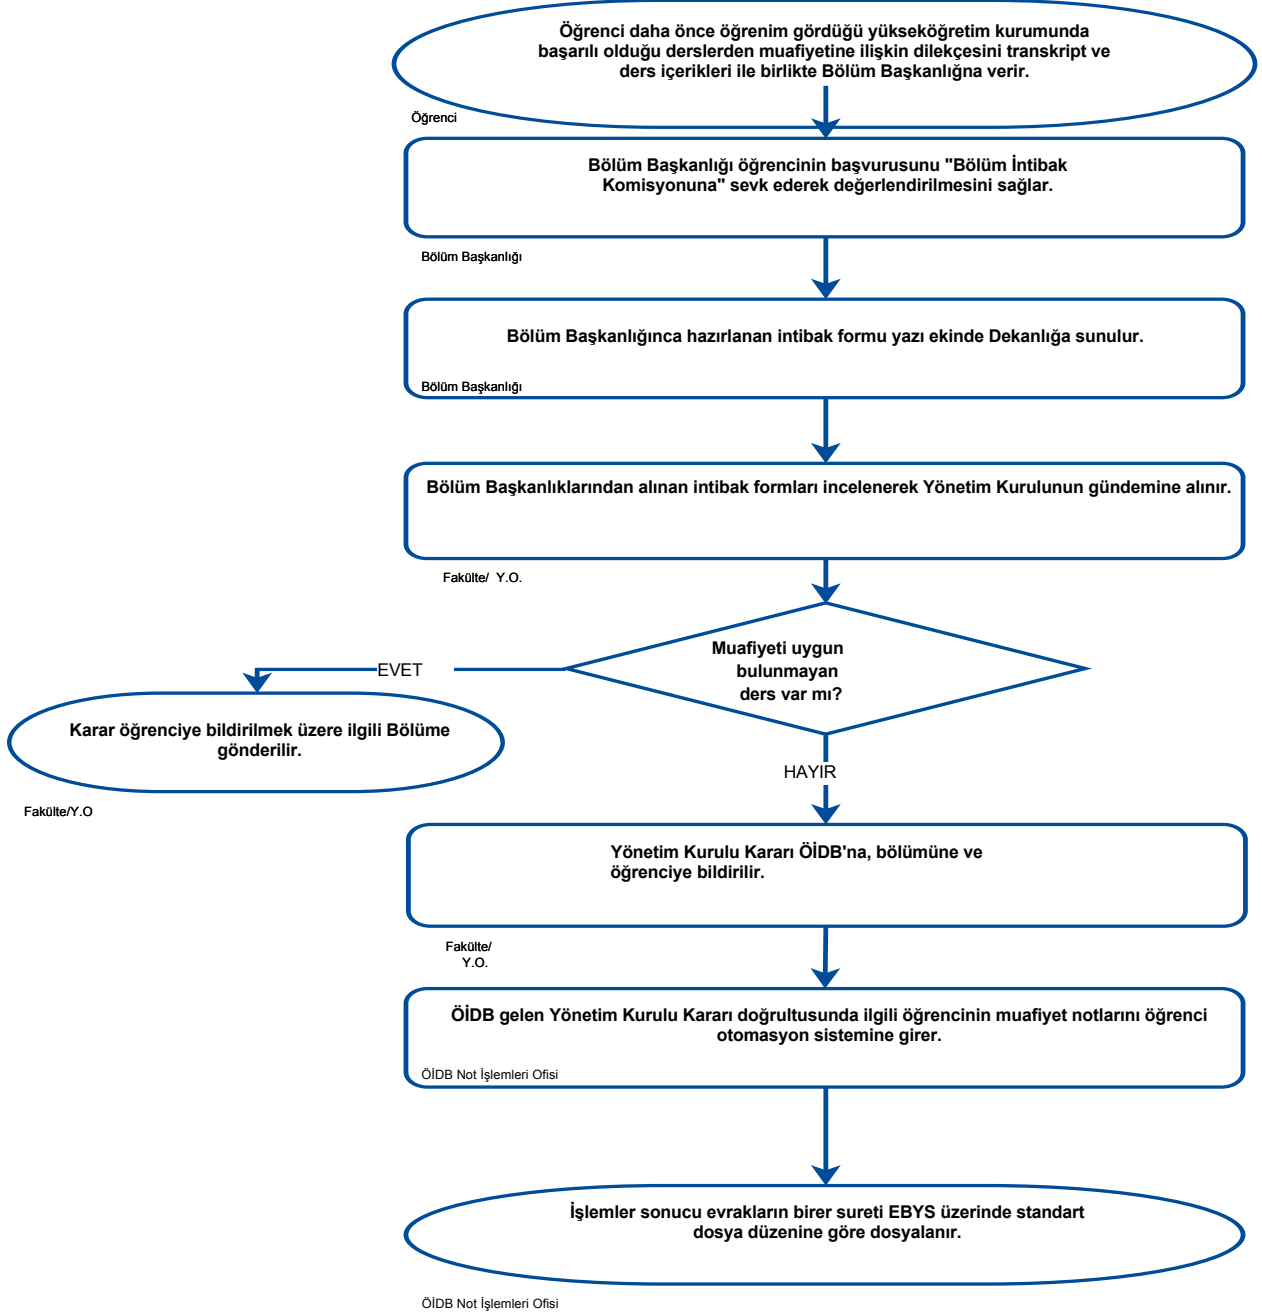 Öğrenci daha önce öğrenim gördüğü yükseköğretim kurumunda
başarılı olduğu derslerden muafiyetine ilişkin dilekçesini transkript ve
ders içerikleri ile birlikte Bölüm Başkanlığna verir.
Öğrenci
Bölüm Başkanlığı öğrencinin başvurusunu "Bölüm İntibak
Komisyonuna" sevk ederek değerlendirilmesini sağlar.
Bölüm Başkanlığı
Bölüm Başkanlığınca hazırlanan intibak formu yazı ekinde Dekanlığa sunulur.
Bölüm Başkanlığı
Bölüm Başkanlıklarından alınan intibak formları incelenerek Yönetim Kurulunun gündemine alınır.
Fakülte/ Y.O.
Muafiyeti uygun
bulunmayan
ders var mı?
EVET
Karar öğrenciye bildirilmek üzere ilgili Bölüme
gönderilir.
Fakülte/Y.O
HAYIR
Yönetim Kurulu Kararı ÖİDB'na, bölümüne ve
öğrenciye bildirilir.
Fakülte/
Y.O.
ÖİDB gelen Yönetim Kurulu Kararı doğrultusunda ilgili öğrencinin muafiyet notlarını öğrenci
otomasyon sistemine girer.
ÖİDB Not İşlemleri Ofisi
İşlemler sonucu evrakların birer sureti EBYS üzerinde standart
dosya düzenine göre dosyalanır.
ÖİDB Not İşlemleri Ofisi